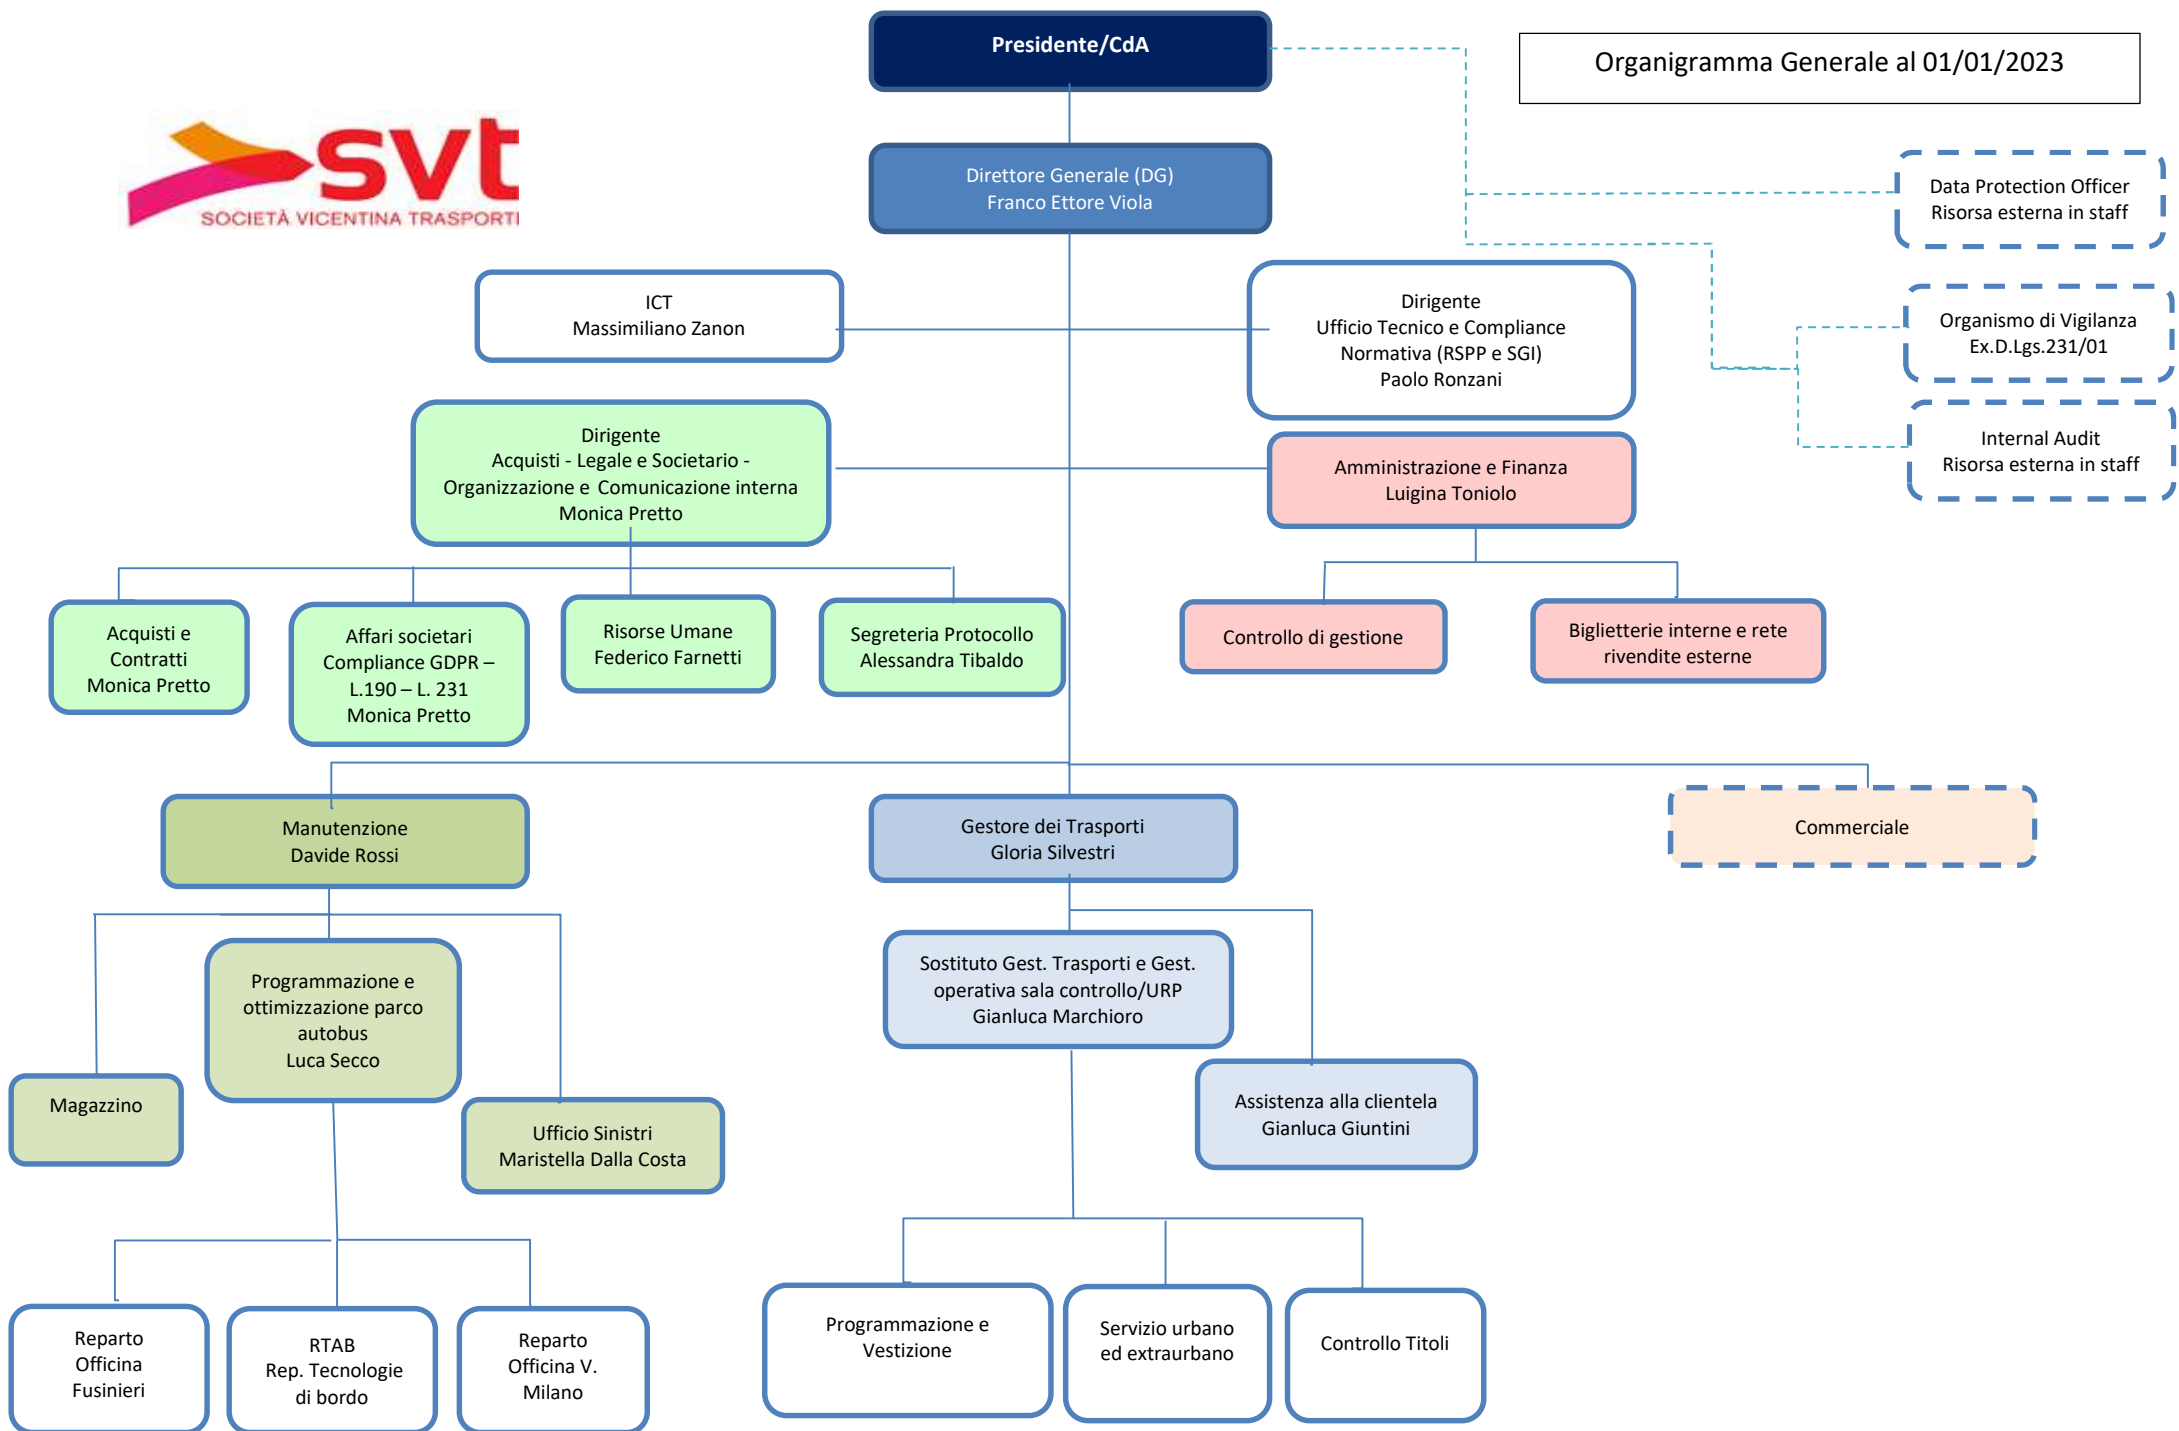 Presidente/CdA
Organigramma Generale al 01/01/2023
svt
SOCIETÀ VICENTINA TRASPORTI
Direttore Generale (DG)
Franco Ettore Viola
Data Protection Officer
Risorsa esterna in staff
ICT
Massimiliano Zanon
Dirigente
Ufficio Tecnico e Compliance
Normativa (RSPP e SGI)
Paolo Ronzani
Organismo di Vigilanza
Ex.D.Lgs.231/01
Internal Audit
Risorsa esterna in staff
Dirigente
Acquisti - Legale e Societario -
Organizzazione e Comunicazione interna
Monica Pretto
Amministrazione e Finanza
Luigina Toniolo
Acquisti e
Contratti
Monica Pretto
Affari societari
Compliance GDPR –
L.190 – L. 231
Monica Pretto
Risorse Umane
Federico Farnetti
Segreteria Protocollo
Alessandra Tibaldo
Controllo di gestione
Biglietterie interne e rete
rivendite esterne
Manutenzione
Davide Rossi
Gestore dei Trasporti
Gloria Silvestri
Commerciale
Magazzino
Programmazione e
ottimizzazione parco
autobus
Luca Secco
Ufficio Sinistri
Maristella Dalla Costa
Sostituto Gest. Trasporti e Gest.
operativa sala controllo/URP
Gianluca Marchioro
Assistenza alla clientela
Gianluca Giuntini
Reparto
Officina
Fusinieri
RTAB
Rep. Tecnologie
di bordo
Reparto
Officina V.
Milano
Programmazione e
Vestizione
Servizio urbano
ed extraurbano
Controllo Titoli